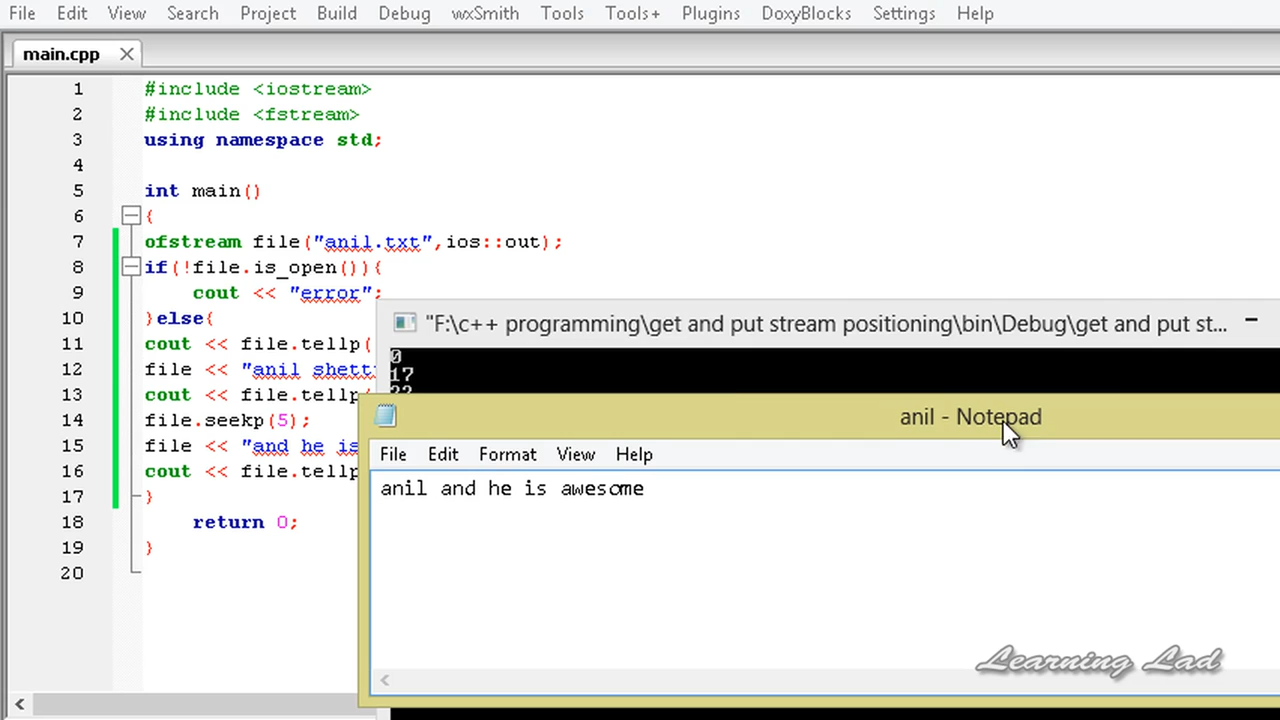 File Edit View Search Project Build Debug wxSmith Tools Tools+ Plugins DoxyBlocks Settings Help
main.cpp
1 #include <iostream>
2 #include <fstream>
3 using namespace std;
4
5 int main()
6 {
7 ofstream file("anil.txt",ios::out);
8 if(!file.is_open()){
9 cout << "error";
10 }else{
11 cout << file.tellp(
12 file << "anil shett
13 cout << file.tellp
14 file.seekp(5);
15 file << "and he is
16 cout << file.tellp
17 }
18 return 0;
19 }
20
"F:\c++ programming\get and put stream positioning\bin\Debug\get and put st...
0
17
22
anil - Notepad
File Edit Format View Help
anil and he is awesome
Learning Lad